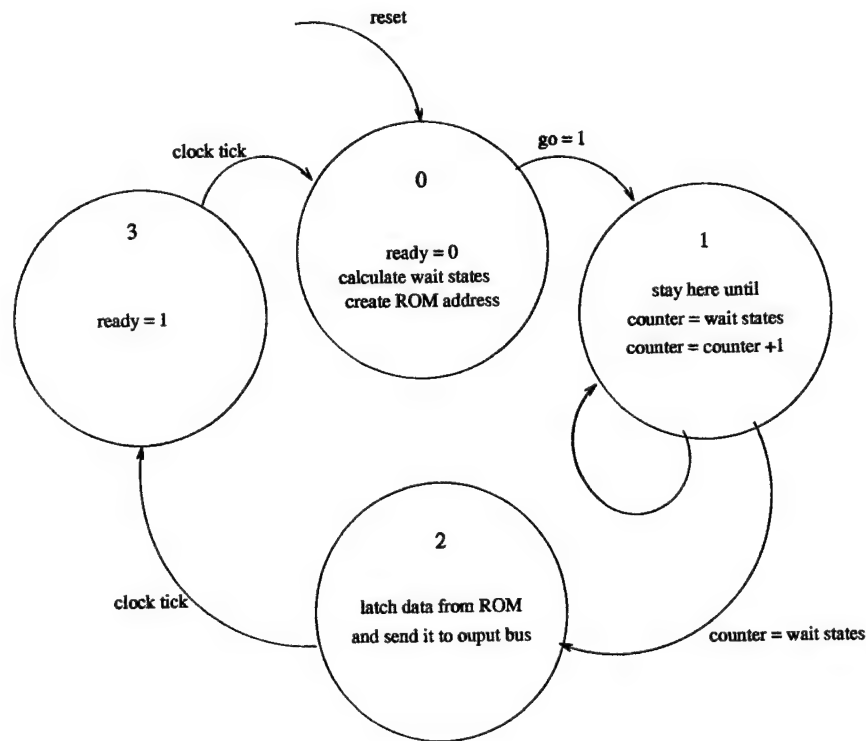 reset
clock tick
go = 1
0
ready = 0
calculate wait states
create ROM address
3
ready = 1
1
stay here until
counter = wait states
counter = counter +1
2
latch data from ROM
and send it to ouput bus
clock tick
counter = wait states